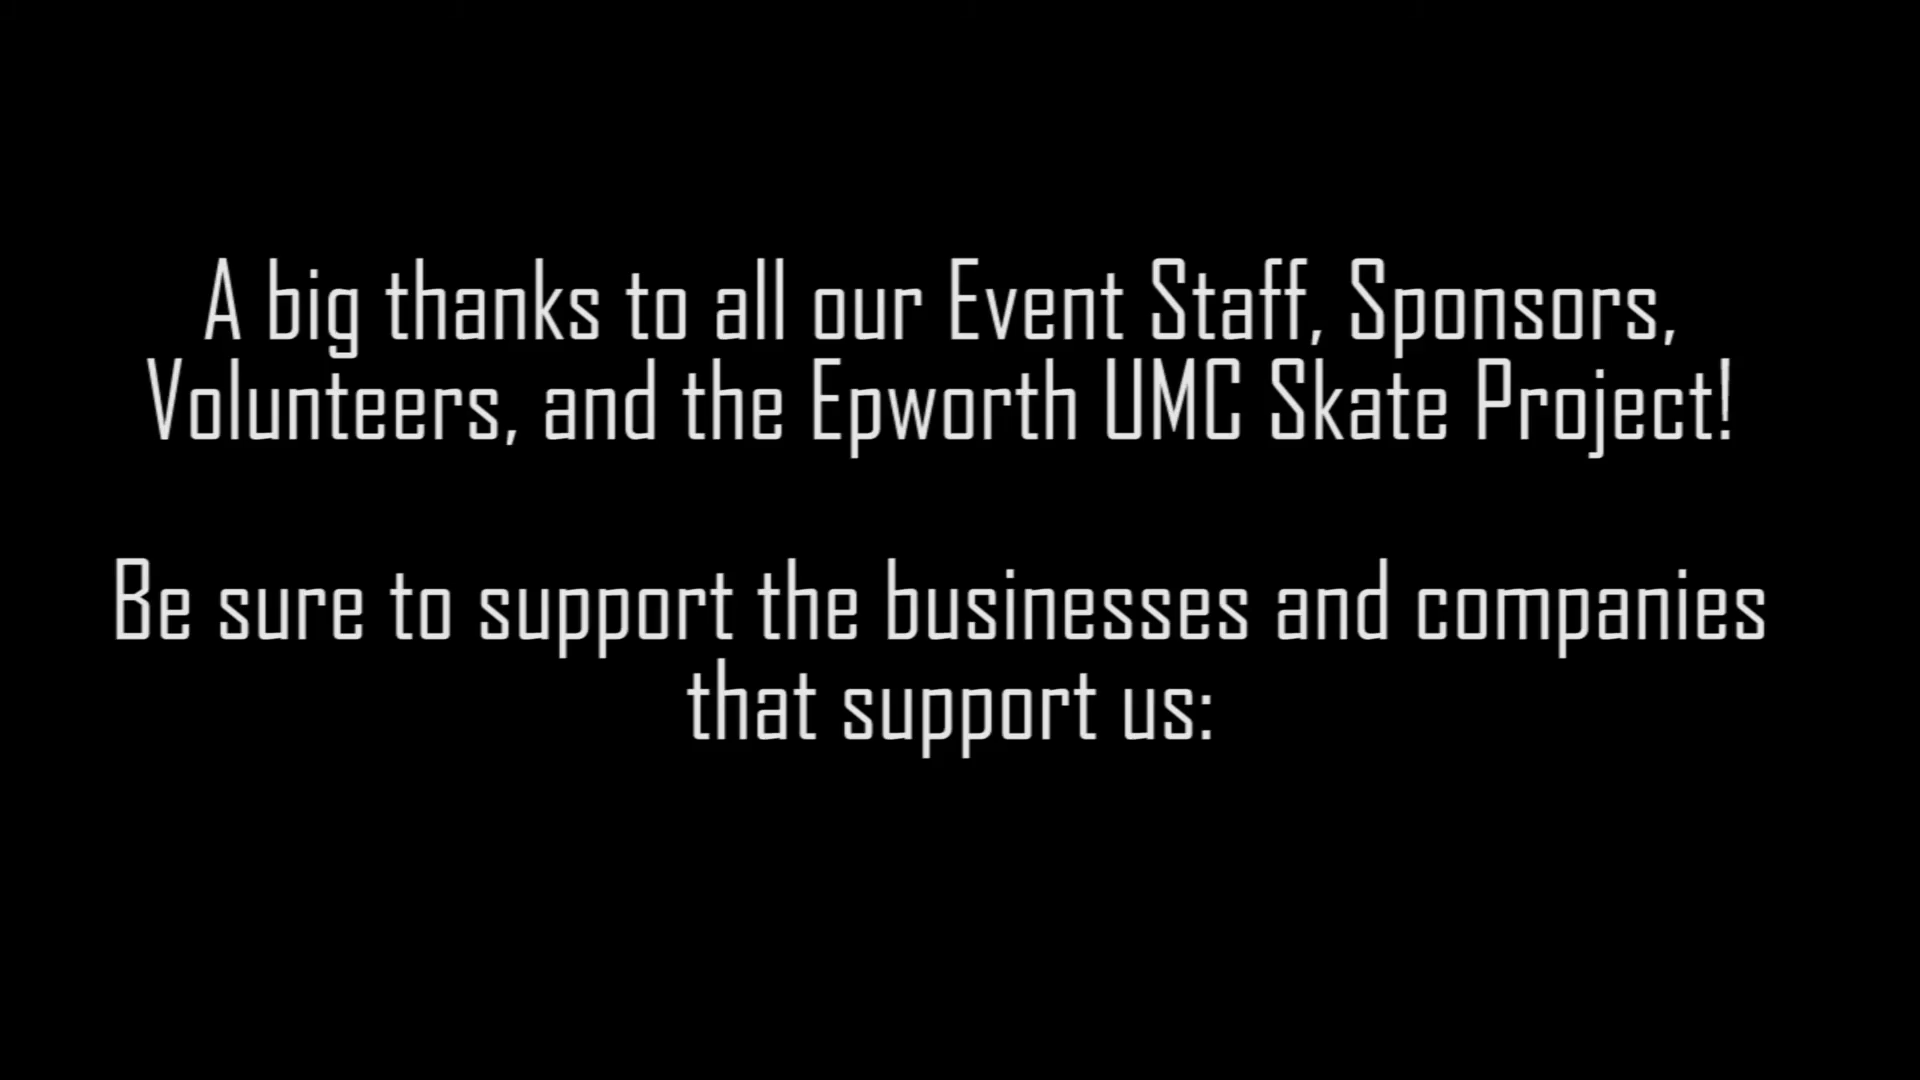 A big thanks to all our Event Staff, Sponsors,
Volunteers, and the Epworth UMC Skate Project!
Be sure to support the businesses and companies
that support us: